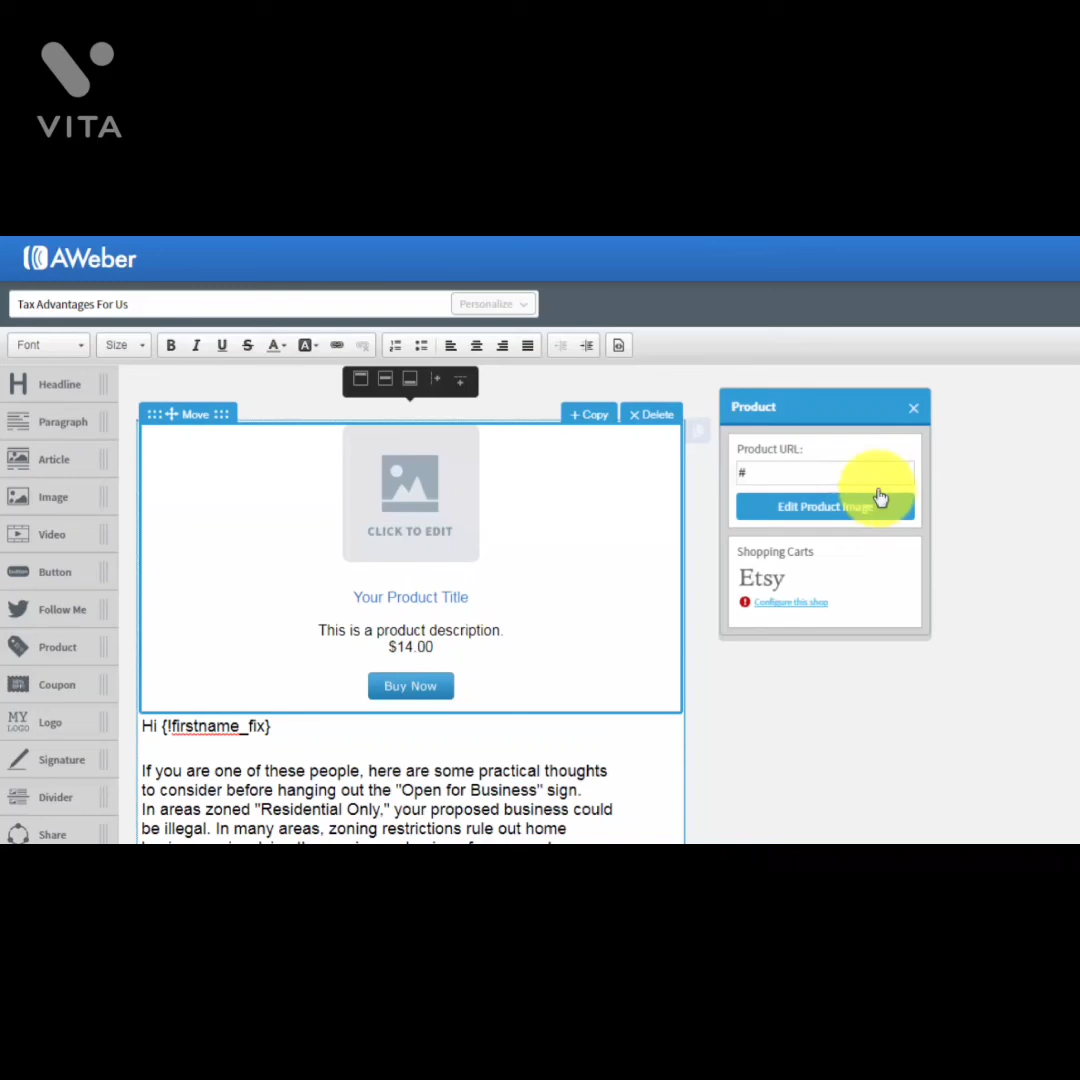 VITA
AWeber
Tax Advantages For Us
Personalize
Font
Size
B I U S A A
Headline
Paragraph
Article
Image
Video
Button
Follow Me
Product
Coupon
MY LOGO
Logo
Signature
Divider
Share
Move
+ Copy
Delete
CLICK TO EDIT
Your Product Title
This is a product description.
$14.00
Buy Now
Hi {!firstname_fix}
If you are one of these people, here are some practical thoughts
to consider before hanging out the "Open for Business" sign.
In areas zoned "Residential Only," your proposed business could
be illegal. In many areas, zoning restrictions rule out home
Product
Product URL:
#
Edit Product Image
Shopping Carts
Etsy
Configure this shop